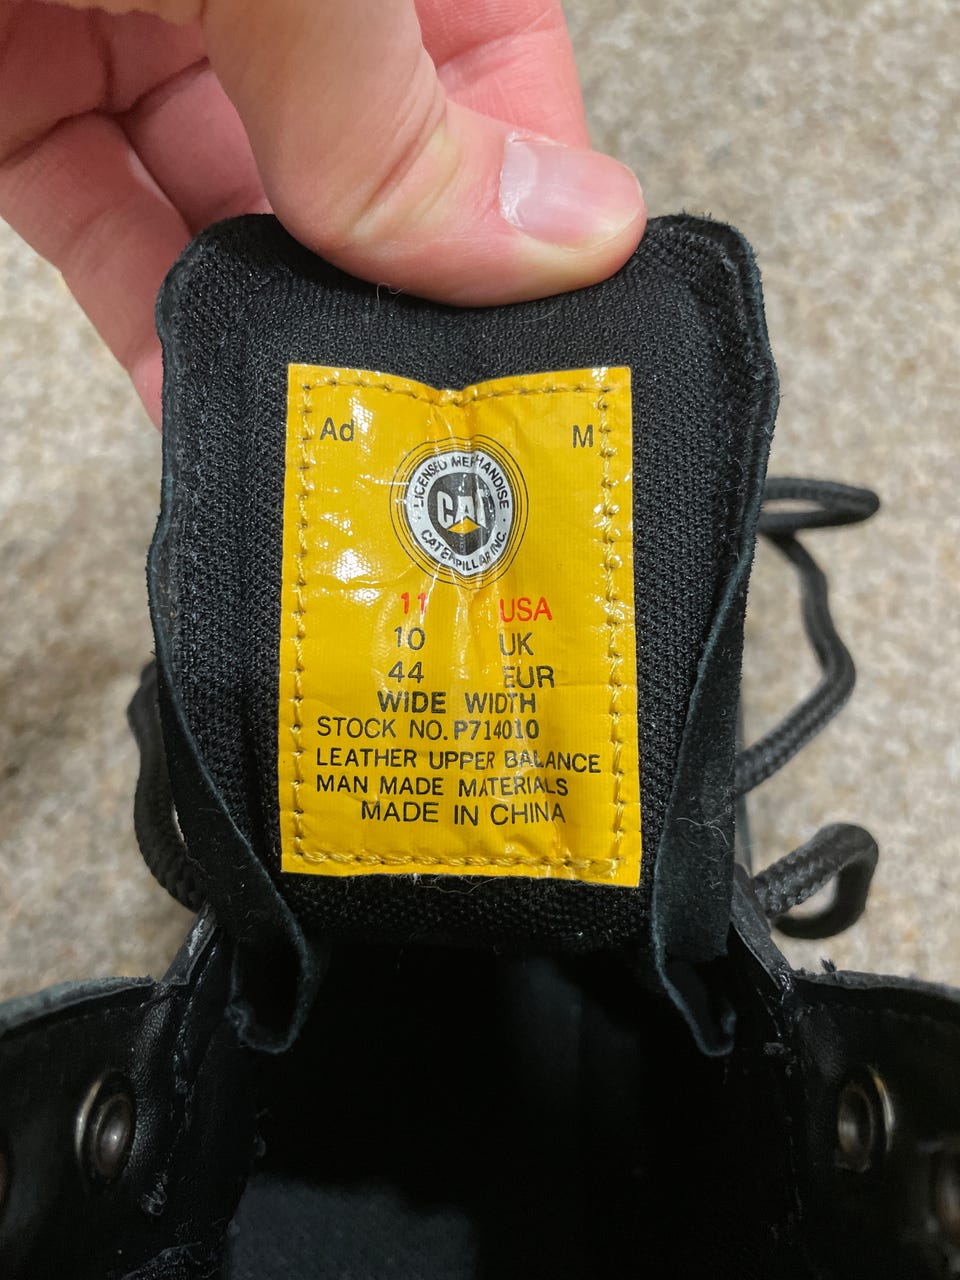 Ad M
LICENSED MERCHANDISE
CAT
CATERPILLAR INC.
11 USA
10 UK
44 EUR
WIDE WIDTH
STOCK NO. P714010
LEATHER UPPER BALANCE
MAN MADE MATERIALS
MADE IN CHINA